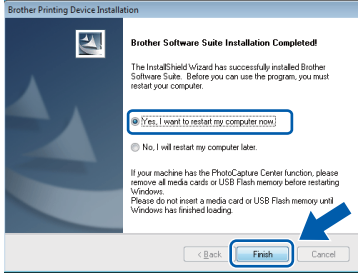 Brother Printing Device Installation
Brother Software Suite Installation Completed!
The InstallShield Wizard has successfully installed Brother
Software Suite. Before you can use the program, you must
restart your computer.
Yes, I want to restart my computer now.
No, I will restart my computer later.
If your machine has the PhotoCapture Center function, please
remove all media cards or USB Flash memory before restarting
Windows.
Please do not insert a media card or USB Flash memory until
Windows has finished loading.
< Back
Finish
Cancel